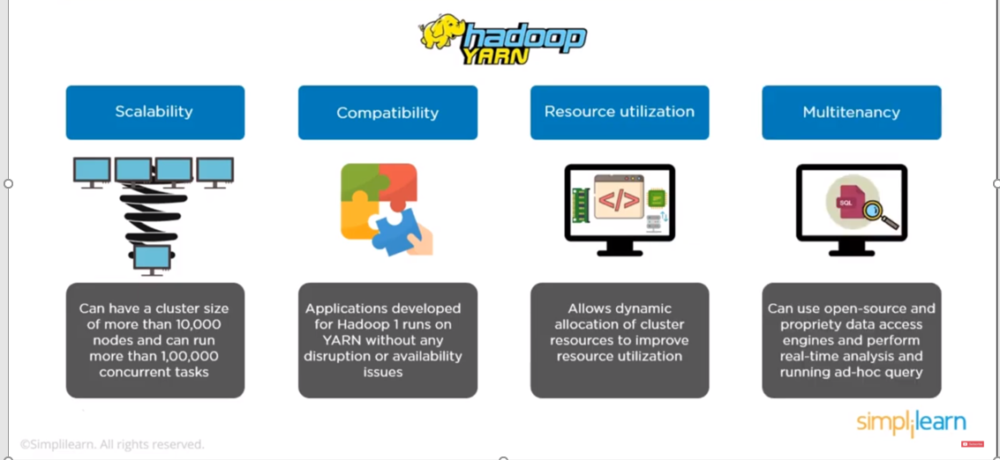 hadoop
YARN
Scalability
Compatibility
Resource utilization
Multitenancy
</>
SQL
Can have a cluster size
of more than 10,000
nodes and can run
more than 1,00,000
concurrent tasks
Applications developed
for Hadoop 1 runs on
YARN without any
disruption or availability
issues
Allows dynamic
allocation of cluster
resources to improve
resource utilization
Can use open-source and
propriety data access
engines and perform
real-time analysis and
running ad-hoc query
simplilearn
©Simplilearn. All rights reserved.